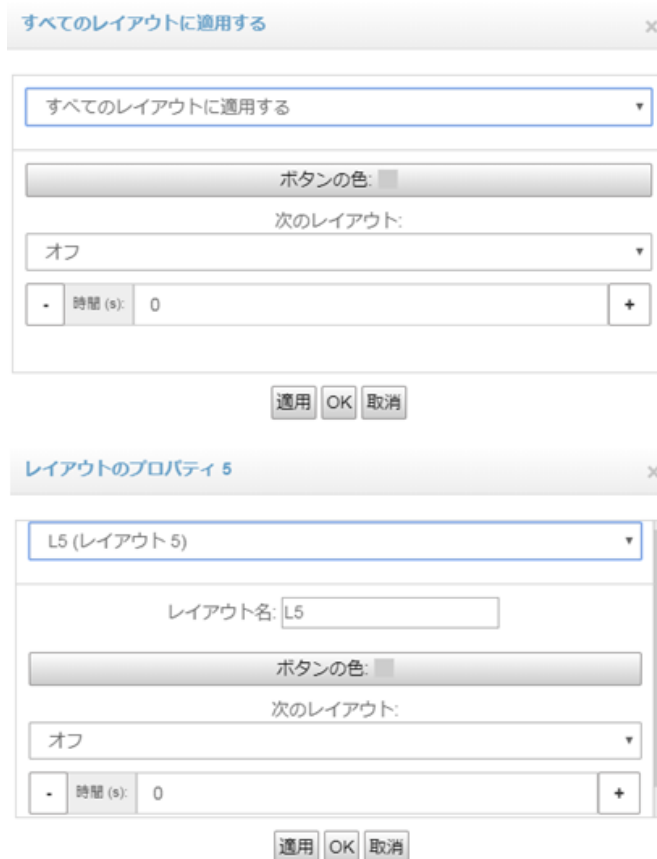 すべてのレイアウトに適用する ×
すべてのレイアウトに適用する ▼
ボタンの色:
次のレイアウト:
オフ ▼
- 時間 (s): 0 +
適用 OK 取消
レイアウトのプロパティ 5 ×
L5 (レイアウト 5) ▼
レイアウト名: L5
ボタンの色:
次のレイアウト:
オフ ▼
- 時間 (s): 0 +
適用 OK 取消